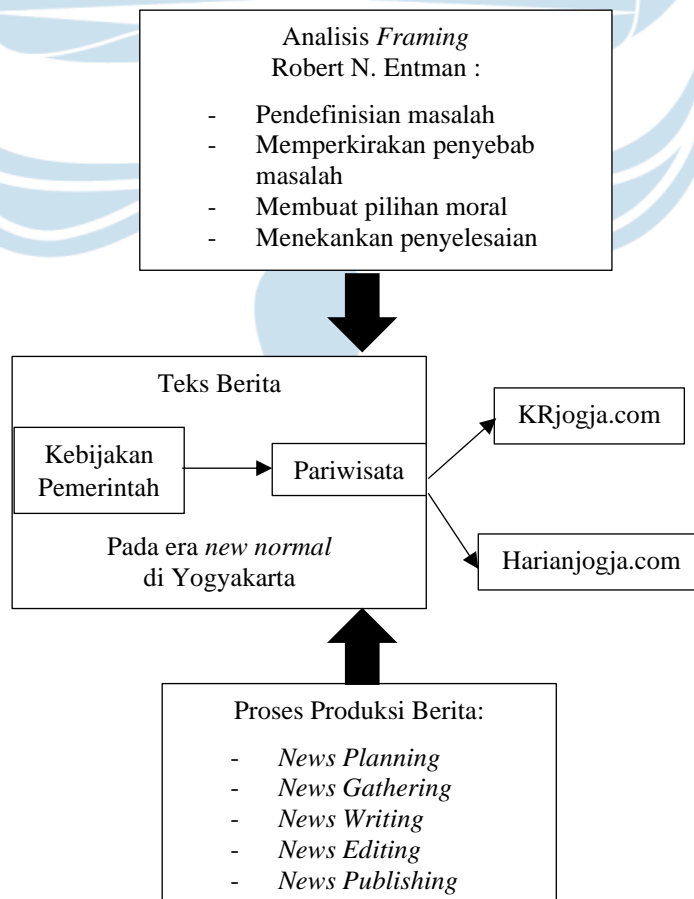 Analisis Framing
Robert N. Entman :
- Pendefinisian masalah
- Memperkirakan penyebab
masalah
- Membuat pilihan moral
- Menekankan penyelesaian
Teks Berita
Kebijakan
Pemerintah
Pariwisata
Pada era new normal
di Yogyakarta
KRjogja.com
Harianjogja.com
Proses Produksi Berita:
- News Planning
- News Gathering
- News Writing
- News Editing
- News Publishing